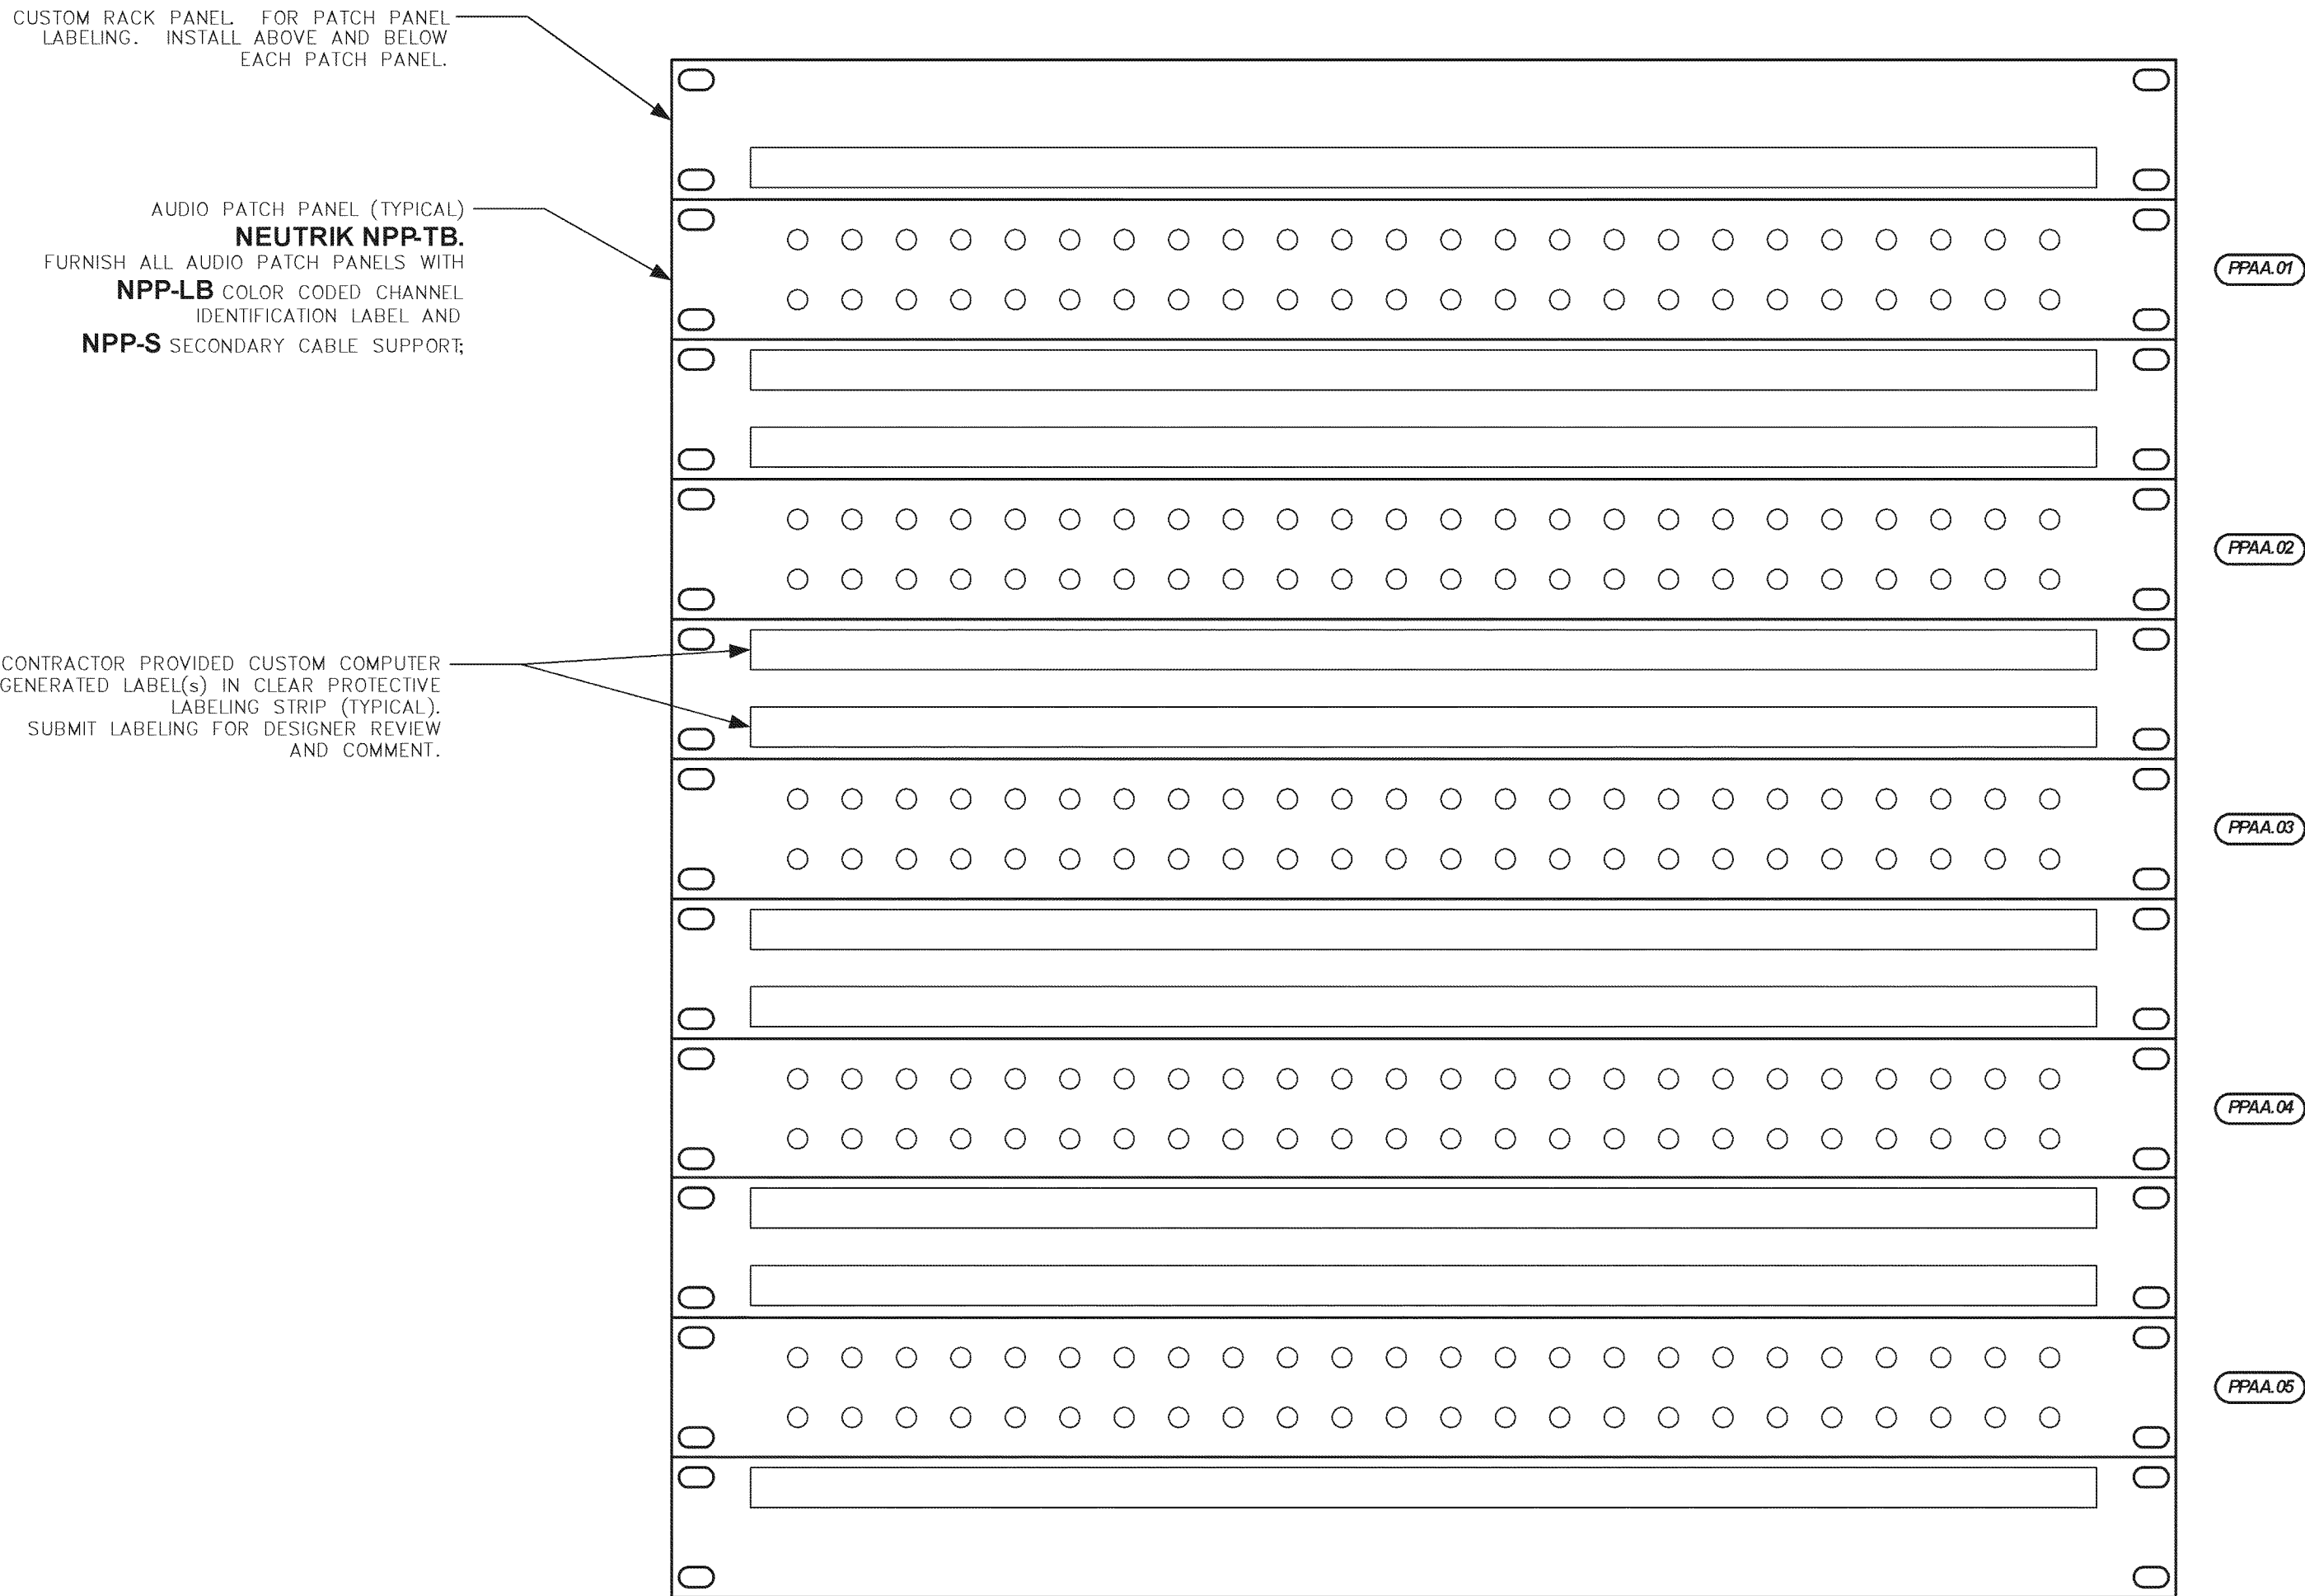 CUSTOM RACK PANEL. FOR PATCH PANEL
LABELING. INSTALL ABOVE AND BELOW
EACH PATCH PANEL.
AUDIO PATCH PANEL (TYPICAL)
NEUTRIK NPP-TB.
FURNISH ALL AUDIO PATCH PANELS WITH
NPP-LB COLOR CODED CHANNEL
IDENTIFICATION LABEL AND
NPP-S SECONDARY CABLE SUPPORT;
PPAA.01
PPAA.02
CONTRACTOR PROVIDED CUSTOM COMPUTER
GENERATED LABEL(s) IN CLEAR PROTECTIVE
LABELING STRIP (TYPICAL).
SUBMIT LABELING FOR DESIGNER REVIEW
AND COMMENT.
PPAA.03
PPAA.04
PPAA.05